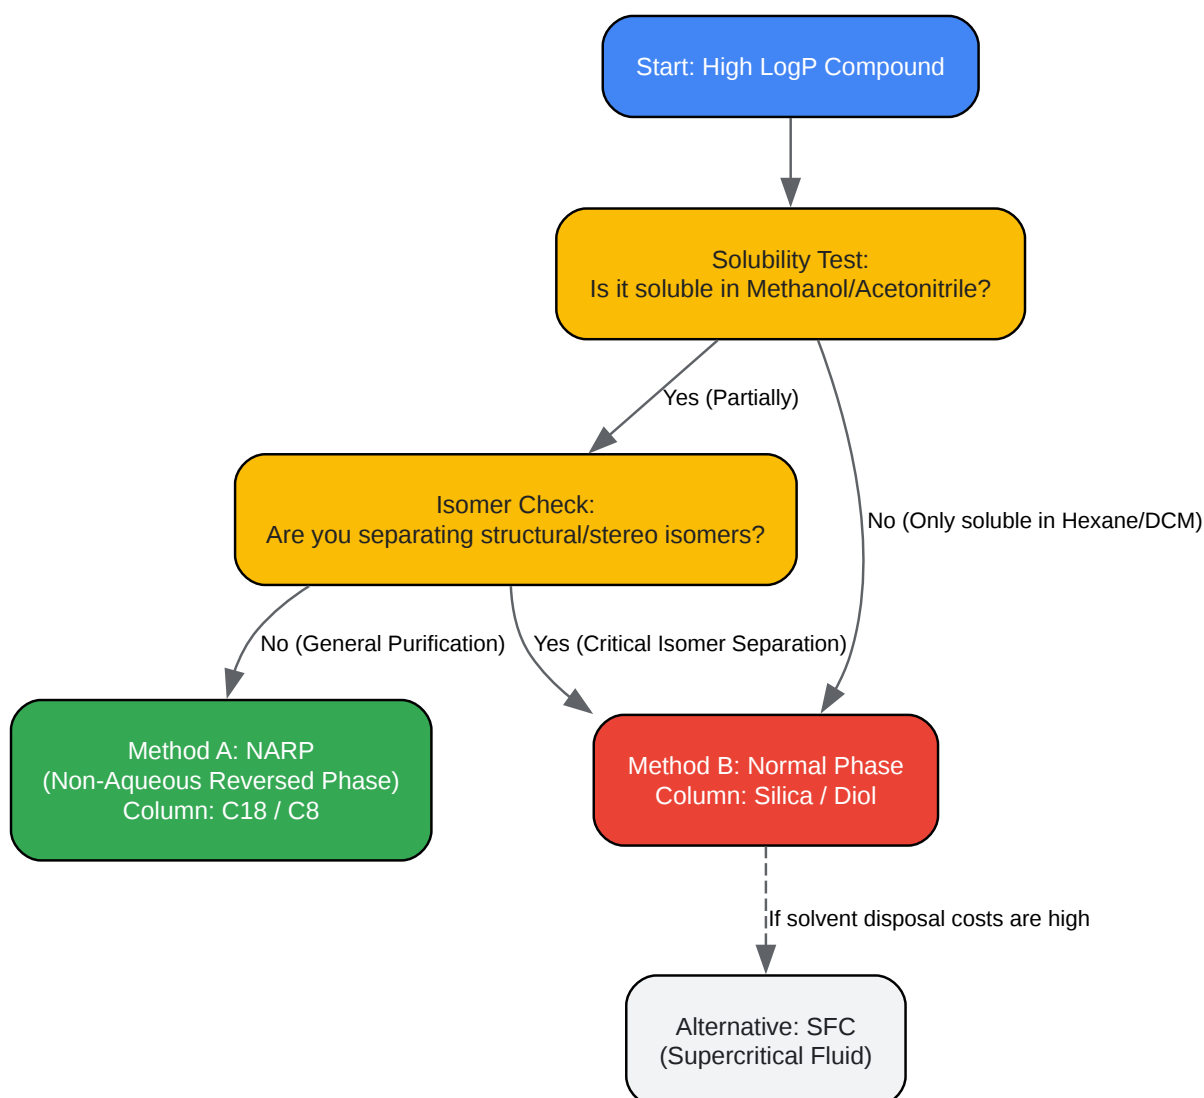 Start: High LogP Compound
Solubility Test:
Is it soluble in Methanol/Acetonitrile?
Yes (Partially)
No (Only soluble in Hexane/DCM)
Isomer Check:
Are you separating structural/stereo isomers?
No (General Purification)
Yes (Critical Isomer Separation)
Method A: NARP
(Non-Aqueous Reversed Phase)
Column: C18 / C8
Method B: Normal Phase
Column: Silica / Diol
If solvent disposal costs are high
Alternative: SFC
(Supercritical Fluid)